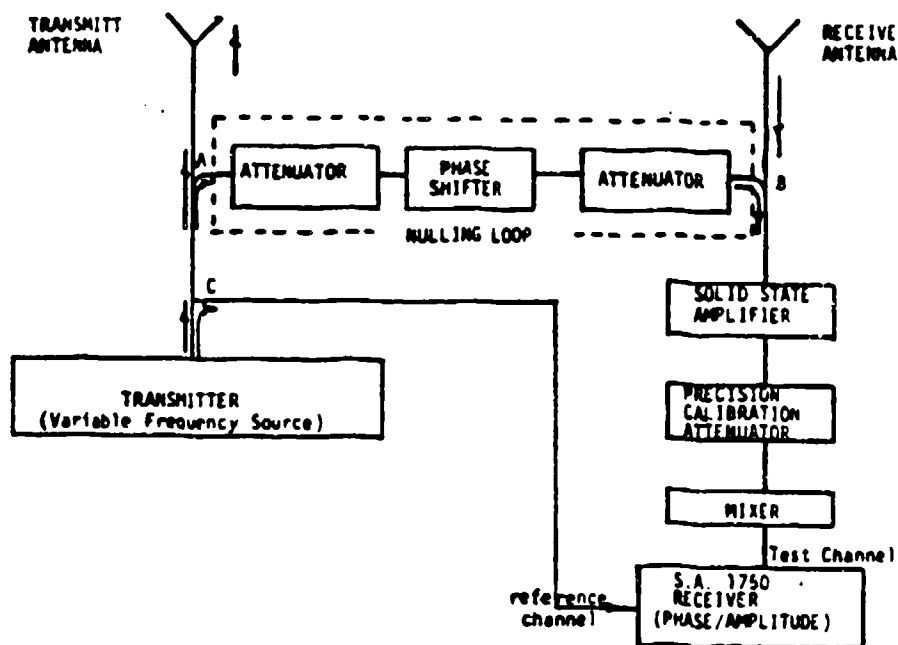 TRANSMITT
ANTENNA
RECEIVE
ANTENNA
A
ATTENUATOR
PHASE
SHIFTER
ATTENUATOR
B
NULLING LOOP
C
SOLID STATE
AMPLIFIER
TRANSMITTER
(Variable Frequency Source)
PRECISION
CALIBRATION
ATTENUATOR
MIXER
Test Channel
reference
channel
S.A. 1750
RECEIVER
(PHASE/AMPLITUDE)